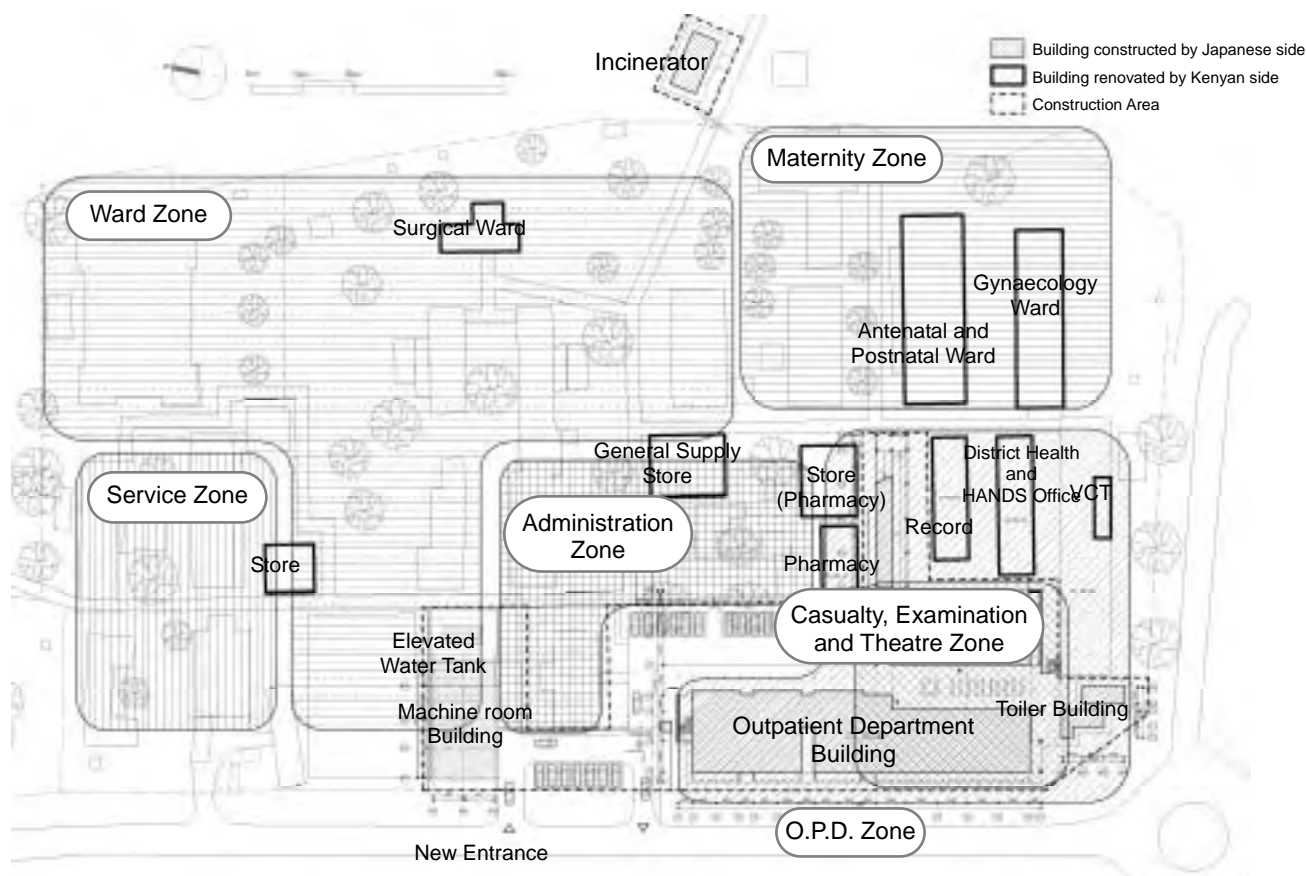 Incinerator
Building constructed by Japanese side
Building renovated by Kenyan side
Construction Area
Maternity Zone
Ward Zone
Surgical Ward
Gynaecology
Ward
Antenatal and
Postnatal Ward
General Supply
Store
Store
(Pharmacy)
District Health
and
HANDS Office
VCT
Service Zone
Administration
Zone
Record
Store
Pharmacy
Casualty, Examination
and Theatre Zone
Elevated
Water Tank
Machine room
Building
Outpatient Department
Building
Toiler Building
O.P.D. Zone
New Entrance